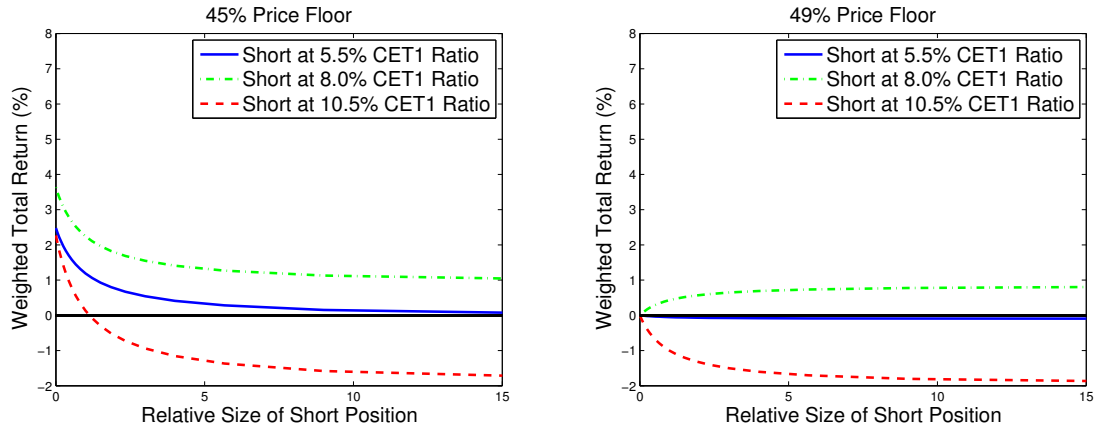 45% Price Floor
8
7
6
5
4
3
2
1
0
−1
−2
Weighted Total Return (%)
Short at 5.5% CET1 Ratio
Short at 8.0% CET1 Ratio
Short at 10.5% CET1 Ratio
0
5
10
15
Relative Size of Short Position
49% Price Floor
8
7
6
5
4
3
2
1
0
−1
−2
Weighted Total Return (%)
Short at 5.5% CET1 Ratio
Short at 8.0% CET1 Ratio
Short at 10.5% CET1 Ratio
0
5
10
15
Relative Size of Short Position